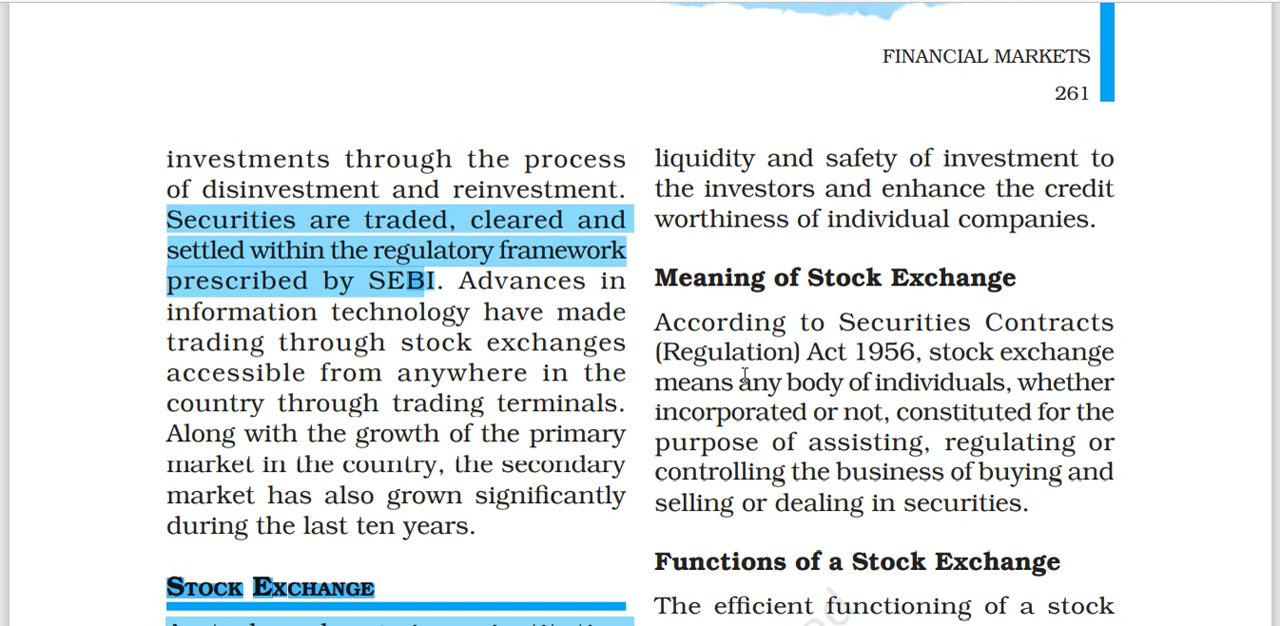 FINANCIAL MARKETS
261
investments through the process
of disinvestment and reinvestment.
Securities are traded, cleared and
settled within the regulatory framework
prescribed by SEBI. Advances in
information technology have made
trading through stock exchanges
accessible from anywhere in the
country through trading terminals.
Along with the growth of the primary
market in the country, the secondary
market has also grown significantly
during the last ten years.
STOCK EXCHANGE
liquidity and safety of investment to
the investors and enhance the credit
worthiness of individual companies.
Meaning of Stock Exchange
According to Securities Contracts
(Regulation) Act 1956, stock exchange
means any body of individuals, whether
incorporated or not, constituted for the
purpose of assisting, regulating or
controlling the business of buying and
selling or dealing in securities.
Functions of a Stock Exchange
The efficient functioning of a stock